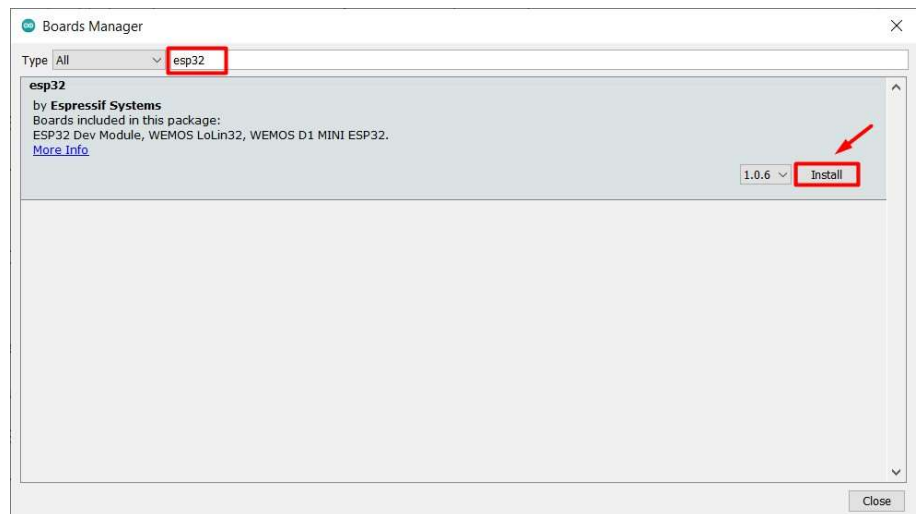 Boards Manager
Type All esp32
esp32
by Espressif Systems
Boards included in this package:
ESP32 Dev Module, WEMOS LoLin32, WEMOS D1 MINI ESP32.
More Info
1.0.6 Install
Close